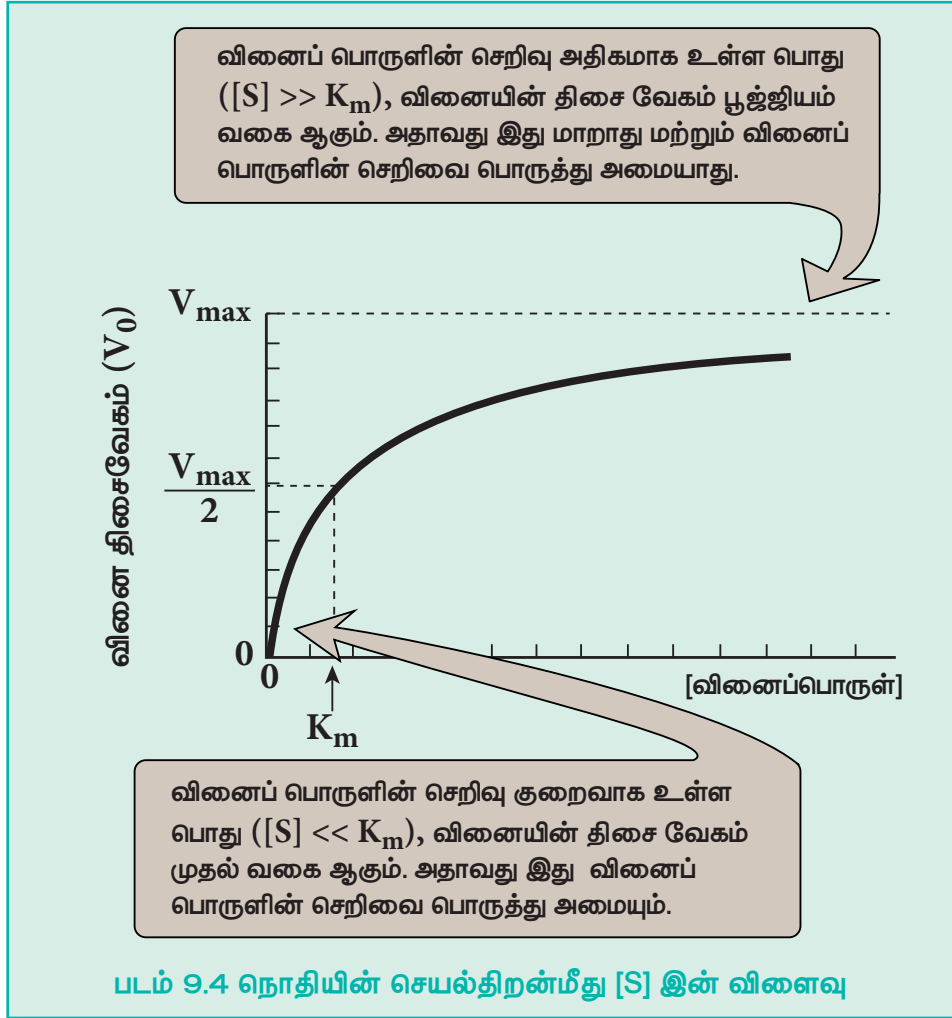 வினைப் பொருளின் செறிவு அதிகமாக உள்ள பொது
([S] >> Km), வினையின் திசை வேகம் பூஜ்ஜியம்
வகை ஆகும். அதாவது இது மாறாது மற்றும் வினைப்
பொருளின் செறிவை பொருத்து அமையாது.
Vmax
வினை திசைவேகம் (V0)
Vmax
2
0
0
[வினைப்பொருள்]
Km
வினைப் பொருளின் செறிவு குறைவாக உள்ள
பொது ([S] << Km), வினையின் திசை வேகம்
முதல் வகை ஆகும். அதாவது இது வினைப்
பொருளின் செறிவை பொருத்து அமையும்.
படம் 9.4 நொதியின் செயல்திறன்மீது [S] இன் விளைவு